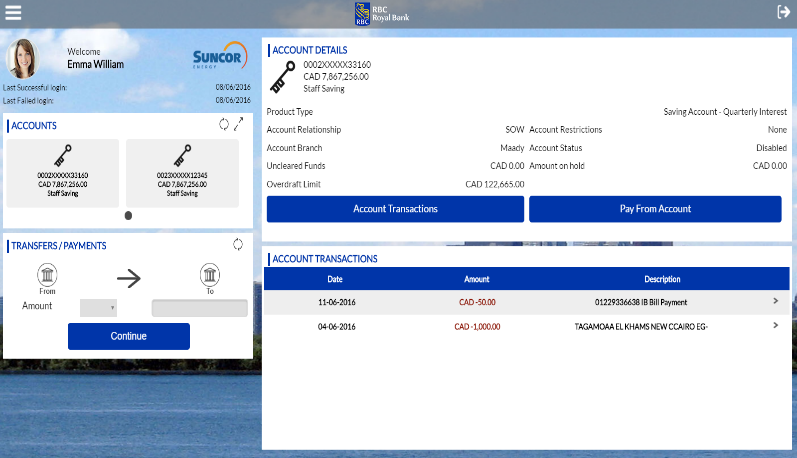 RBC
Royal Bank
RBC
Welcome
Emma William
SUNCOR
ENERGY
Last Successful login: 08/06/2016
Last Failed login: 08/06/2016
ACCOUNTS
0002XXXXX33160
CAD 7,867,256.00
Staff Saving
0023XXXXX12345
CAD 7,867,256.00
Staff Saving
TRANSFERS / PAYMENTS
From
To
Amount
Continue
ACCOUNT DETAILS
0002XXXXX33160
CAD 7,867,256.00
Staff Saving
Product Type Saving Account - Quarterly Interest
Account Relationship SOW Account Restrictions None
Account Branch Maady Account Status Disabled
Uncleared Funds CAD 0.00 Amount on hold CAD 0.00
Overdraft Limit CAD 122,665.00
Account Transactions Pay From Account
ACCOUNT TRANSACTIONS
Date Amount Description
11-06-2016 CAD -50.00 01229336638 IB Bill Payment
04-06-2016 CAD -1,000.00 TAGAMOAA EL KHAMS NEW CCAIRO EG-